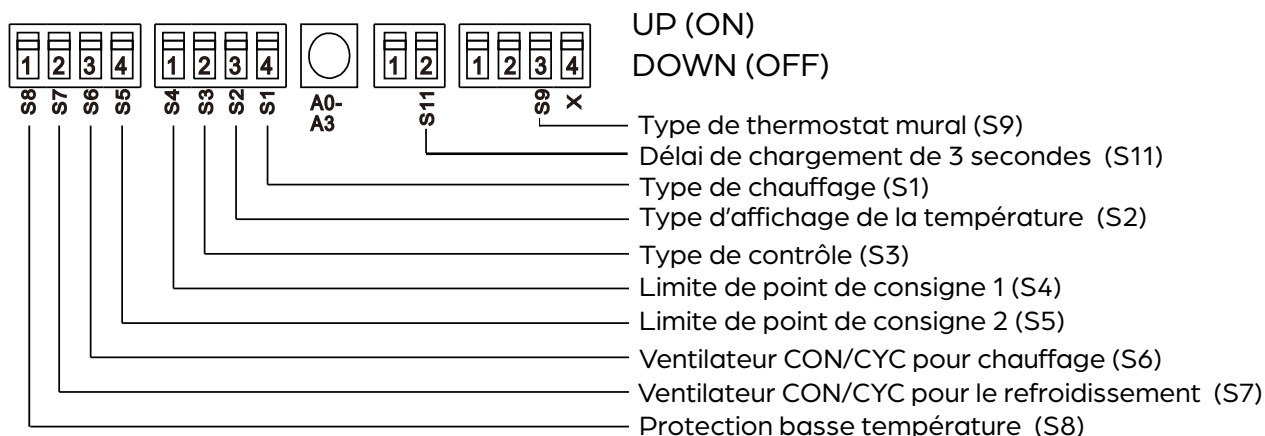 UP (ON)
DOWN (OFF)
1 2 3 4 1 2 3 4 1 2 1 2 3 4
S8 S7 S6 S5 S4 S3 S2 S1 A0-A3 S11 S9 X
Type de thermostat mural (S9)
Délai de chargement de 3 secondes (S11)
Type de chauffage (S1)
Type d'affichage de la température (S2)
Type de contrôle (S3)
Limite de point de consigne 1 (S4)
Limite de point de consigne 2 (S5)
Ventilateur CON/CYC pour chauffage (S6)
Ventilateur CON/CYC pour le refroidissement (S7)
Protection basse température (S8)